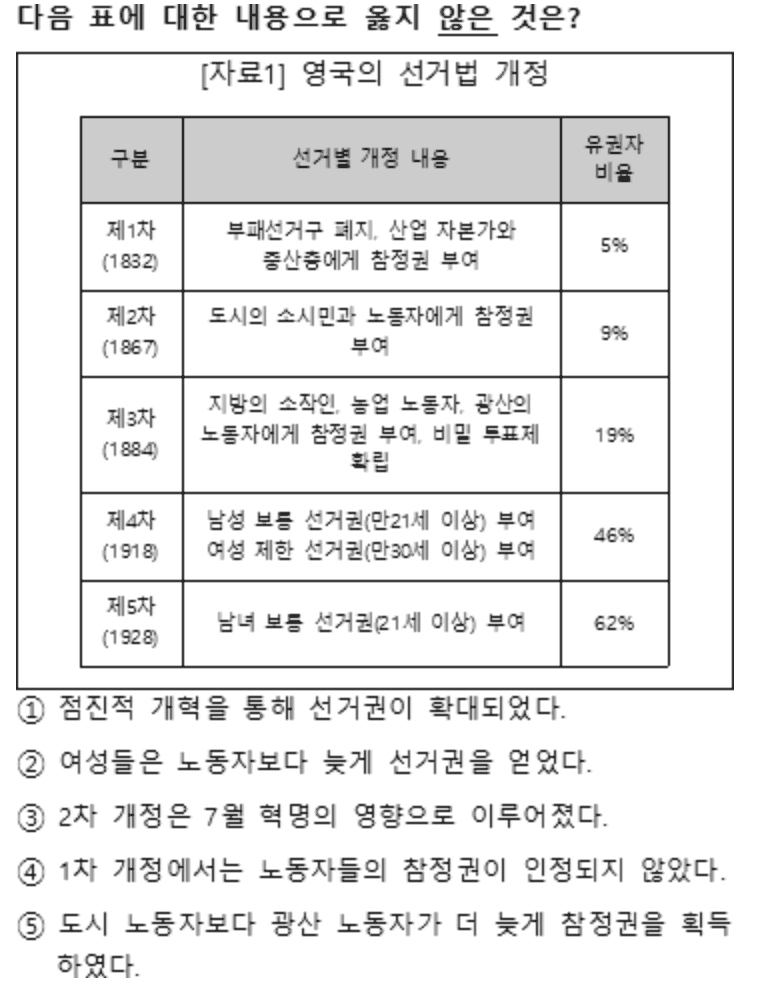 다음 표에 대한 내용으로 옳지 않은 것은?
[자료1] 영국의 선거법 개정
구분
선거별 개정 내용
유권자
비율
제1차
(1832)
부패선거구 폐지, 산업 자본가와
중산층에게 참정권 부여
5%
제2차
(1867)
도시의 소시민과 노동자에게 참정권
부여
9%
제3차
(1884)
지방의 소작인, 농업 노동자, 광산의
노동자에게 참정권 부여, 비밀 투표제
확립
19%
제4차
(1918)
남성 보통 선거권(만21세 이상) 부여
여성 제한 선거권(만30세 이상) 부여
46%
제5차
(1928)
남녀 보통 선거권(21세 이상) 부여
62%
① 점진적 개혁을 통해 선거권이 확대되었다.
② 여성들은 노동자보다 늦게 선거권을 얻었다.
③ 2차 개정은 7월 혁명의 영향으로 이루어졌다.
④ 1차 개정에서는 노동자들의 참정권이 인정되지 않았다.
⑤ 도시 노동자보다 광산 노동자가 더 늦게 참정권을 획득
하였다.